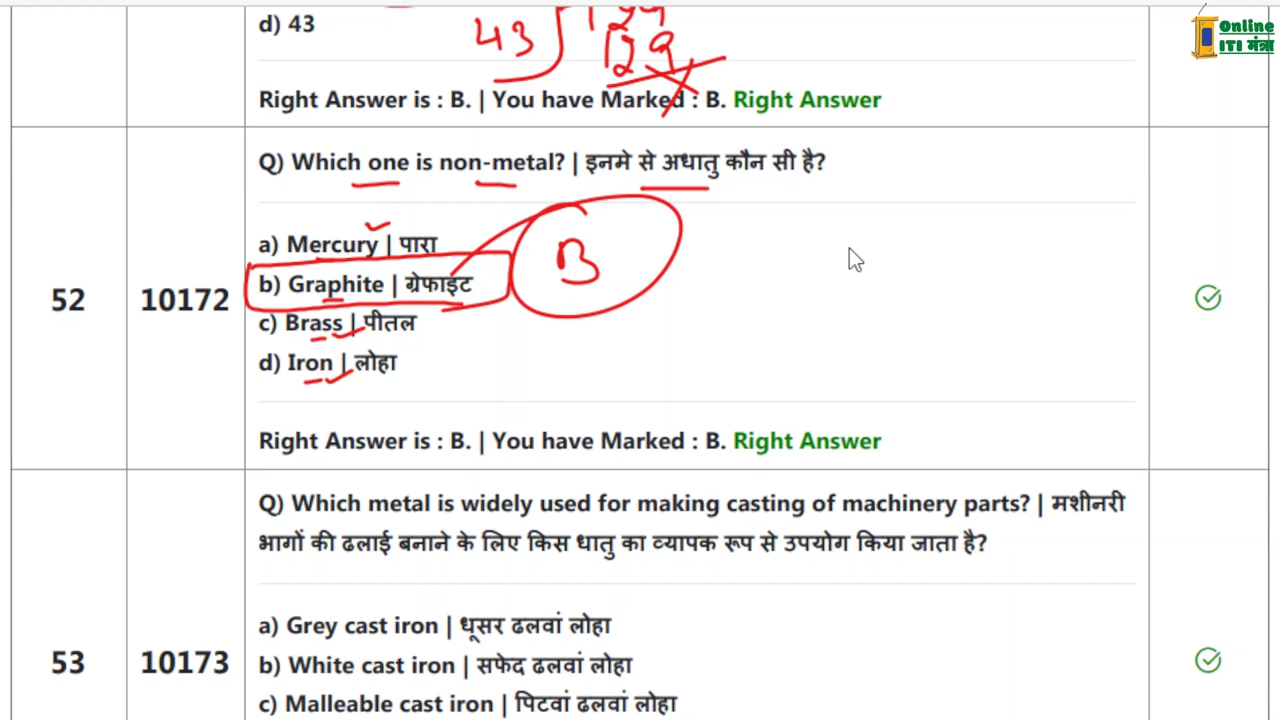 d) 43
43
129
Online
ITI मंत्रा
Right Answer is : B. | You have Marked : B. Right Answer
52
10172
Q) Which one is non-metal? | इनमे से अधातु कौन सी है?
a) Mercury | पारा
b) Graphite | ग्रेफाइट
c) Brass | पीतल
d) Iron | लोहा
B
Right Answer is : B. | You have Marked : B. Right Answer
53
10173
Q) Which metal is widely used for making casting of machinery parts? | मशीनरी
भागों की ढलाई बनाने के लिए किस धातु का व्यापक रूप से उपयोग किया जाता है?
a) Grey cast iron | धूसर ढलवां लोहा
b) White cast iron | सफेद ढलवां लोहा
c) Malleable cast iron | पिटवां ढलवां लोहा